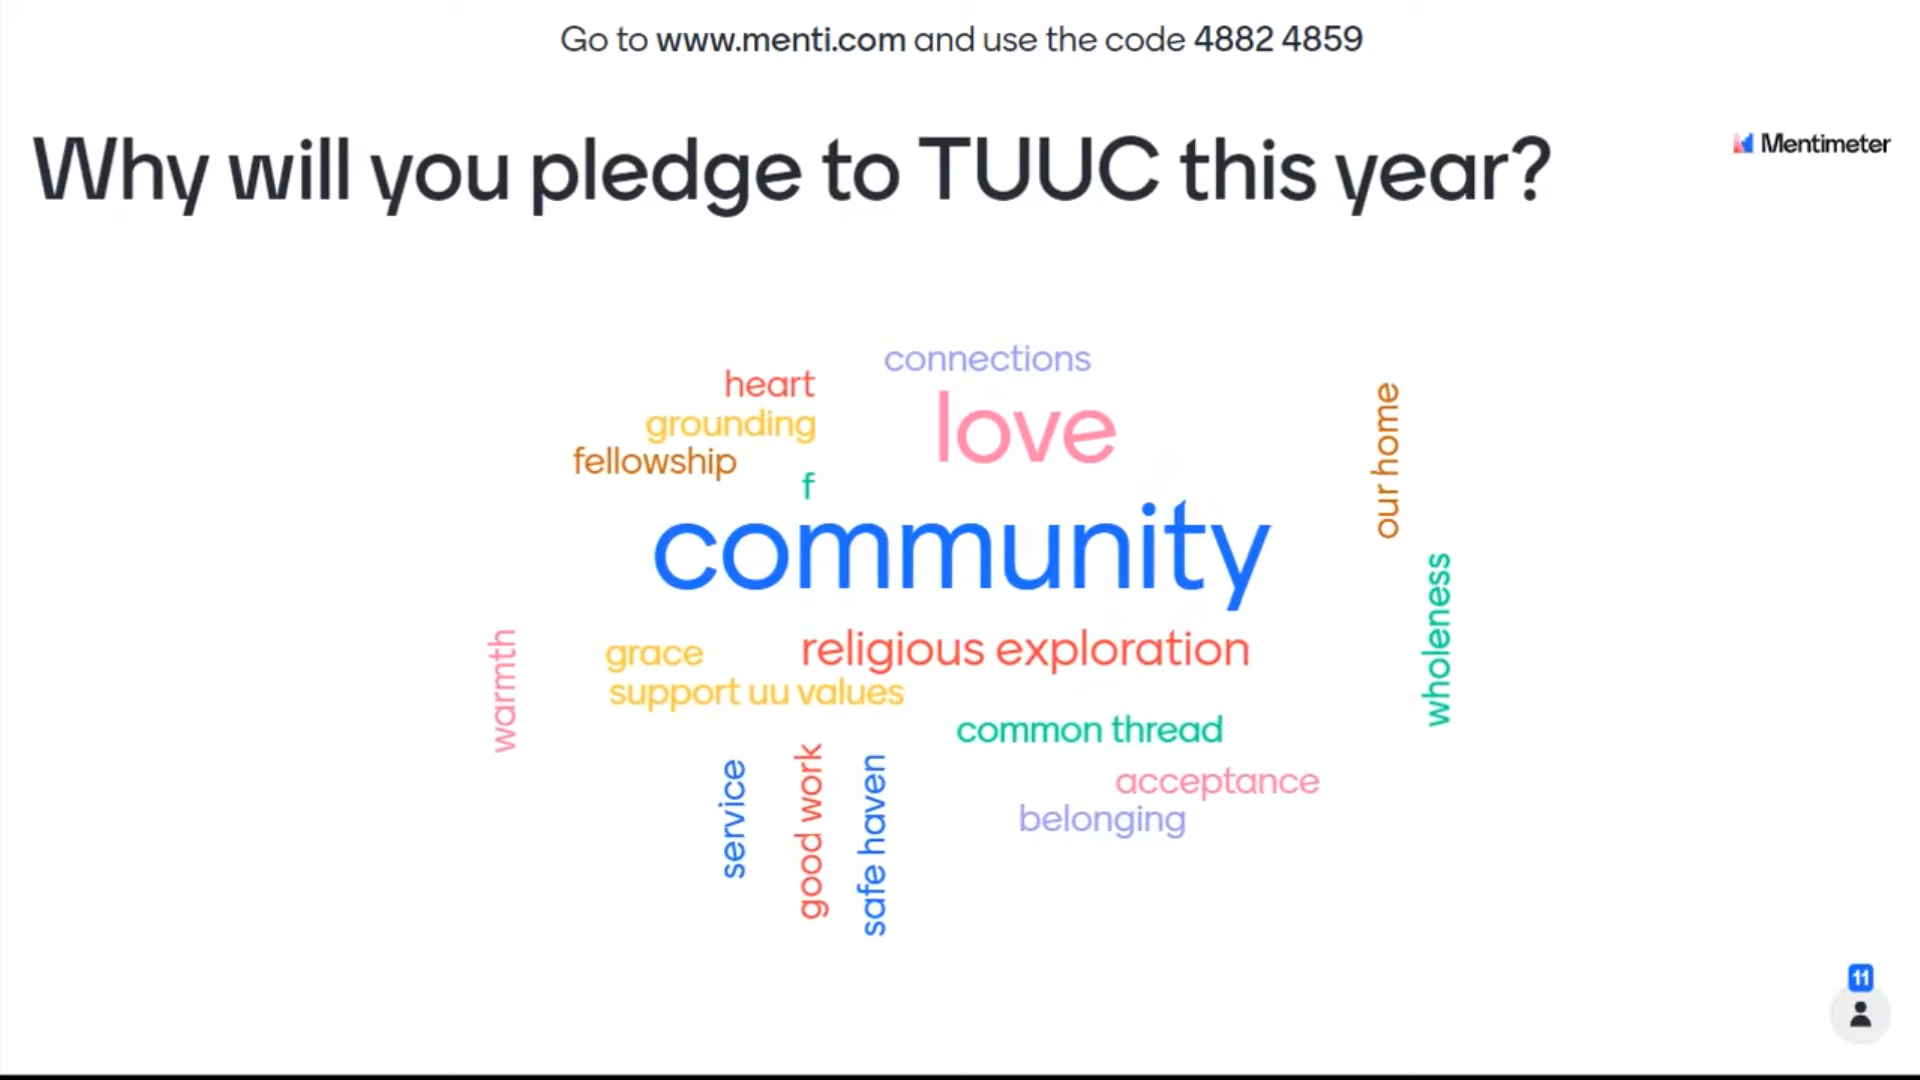 Go to www.menti.com and use the code 4882 4859
Why will you pledge to TUUC this year?
Mentimeter
connections
heart
love
grounding
fellowship
f
our home
community
wholeness
warmth
grace
religious exploration
support uu values
common thread
service
good work
safe haven
acceptance
belonging
11